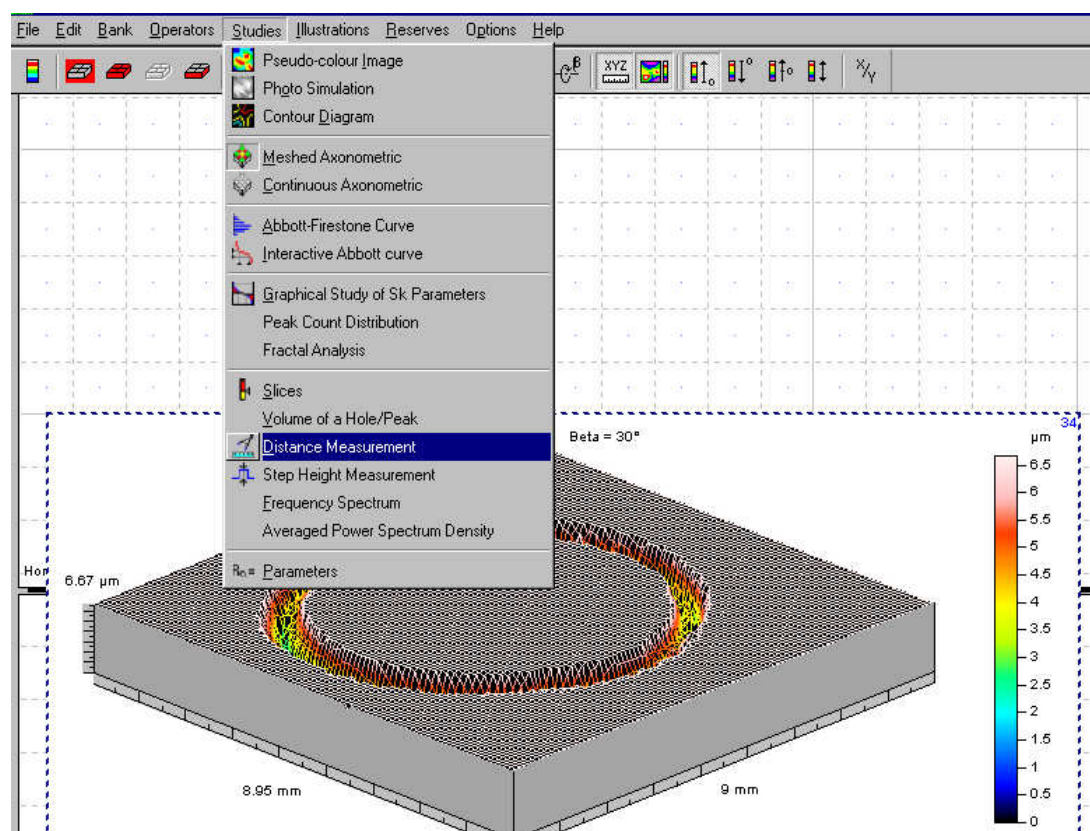 File Edit Bank Operators Studies Illustrations Reserves Options Help
β XYZ X/Y
Pseudo-colour Image
Photo Simulation
Contour Diagram
Meshed Axonometric
Continuous Axonometric
Abbott-Firestone Curve
Interactive Abbott curve
Graphical Study of Sk Parameters
Peak Count Distribution
Fractal Analysis
Slices
Volume of a Hole/Peak
Distance Measurement
Step Height Measurement
Frequency Spectrum
Averaged Power Spectrum Density
Parameters
34
Beta = 30°
µm
6.5
6
5.5
5
4.5
4
3.5
3
2.5
2
1.5
1
0.5
0
Hor
6.67 µm
8.95 mm
9 mm